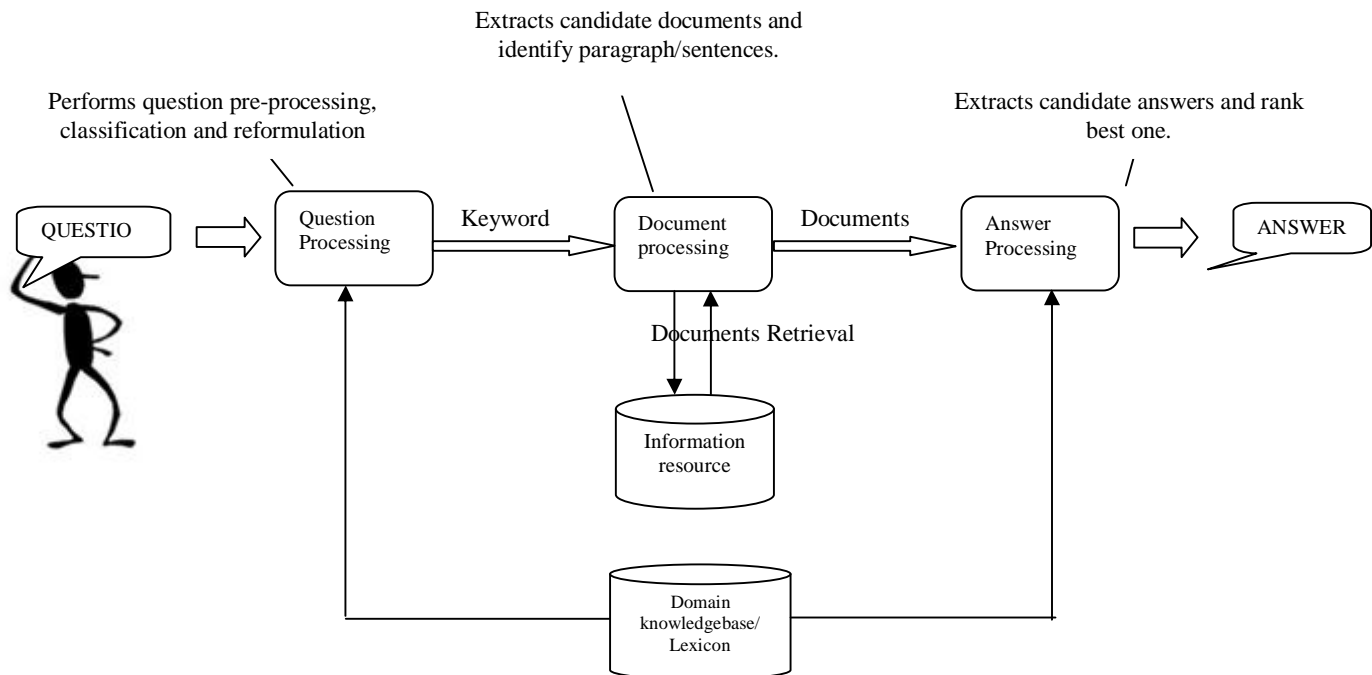 Extracts candidate documents and
identify paragraph/sentences.
Performs question pre-processing,
classification and reformulation
Extracts candidate answers and rank
best one.
QUESTIO
Question
Processing
Keyword
Document
processing
Documents
Answer
Processing
ANSWER
Documents Retrieval
Information
resource
Domain
knowledgebase/
Lexicon